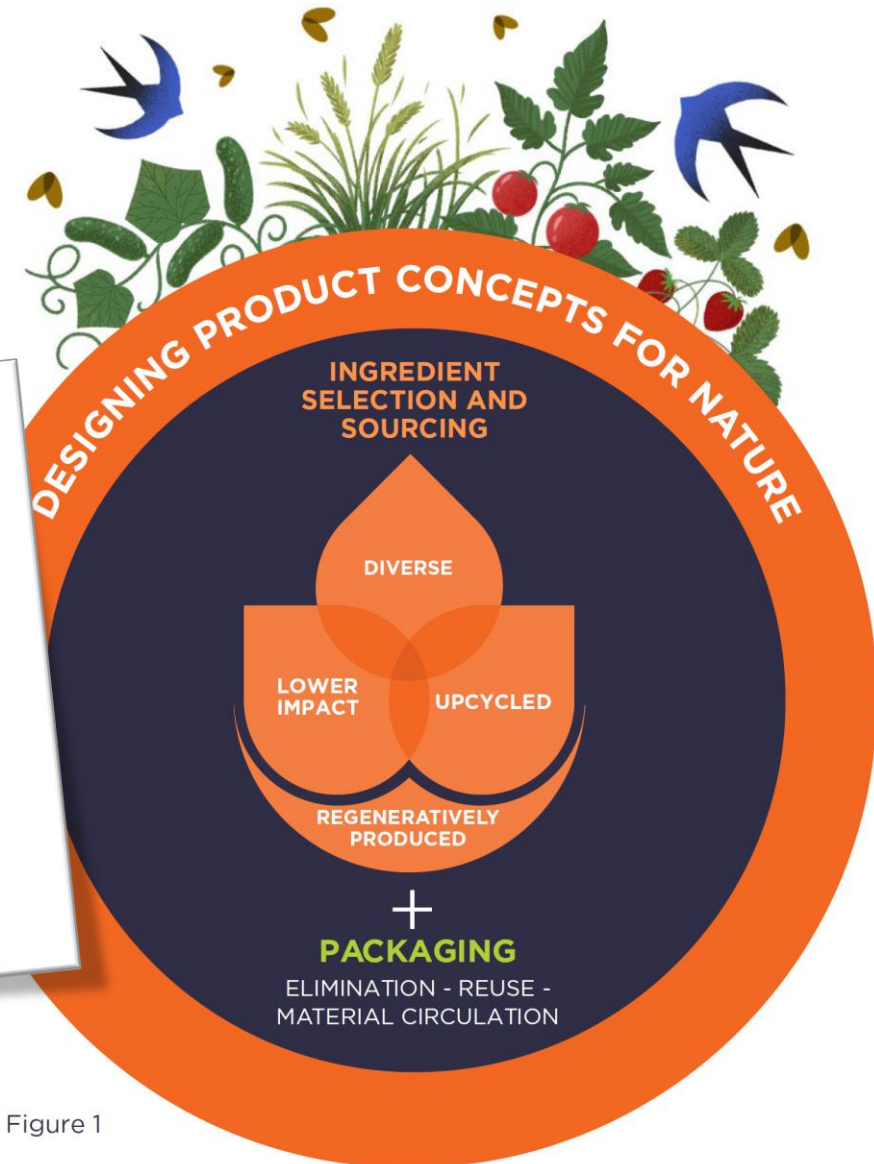 DESIGNING PRODUCT CONCEPTS FOR NATURE
INGREDIENT
SELECTION AND
SOURCING
DIVERSE
LOWER
IMPACT
UPCYCLED
REGENERATIVELY
PRODUCED
+
PACKAGING
ELIMINATION - REUSE -
MATERIAL CIRCULATION
Figure 1